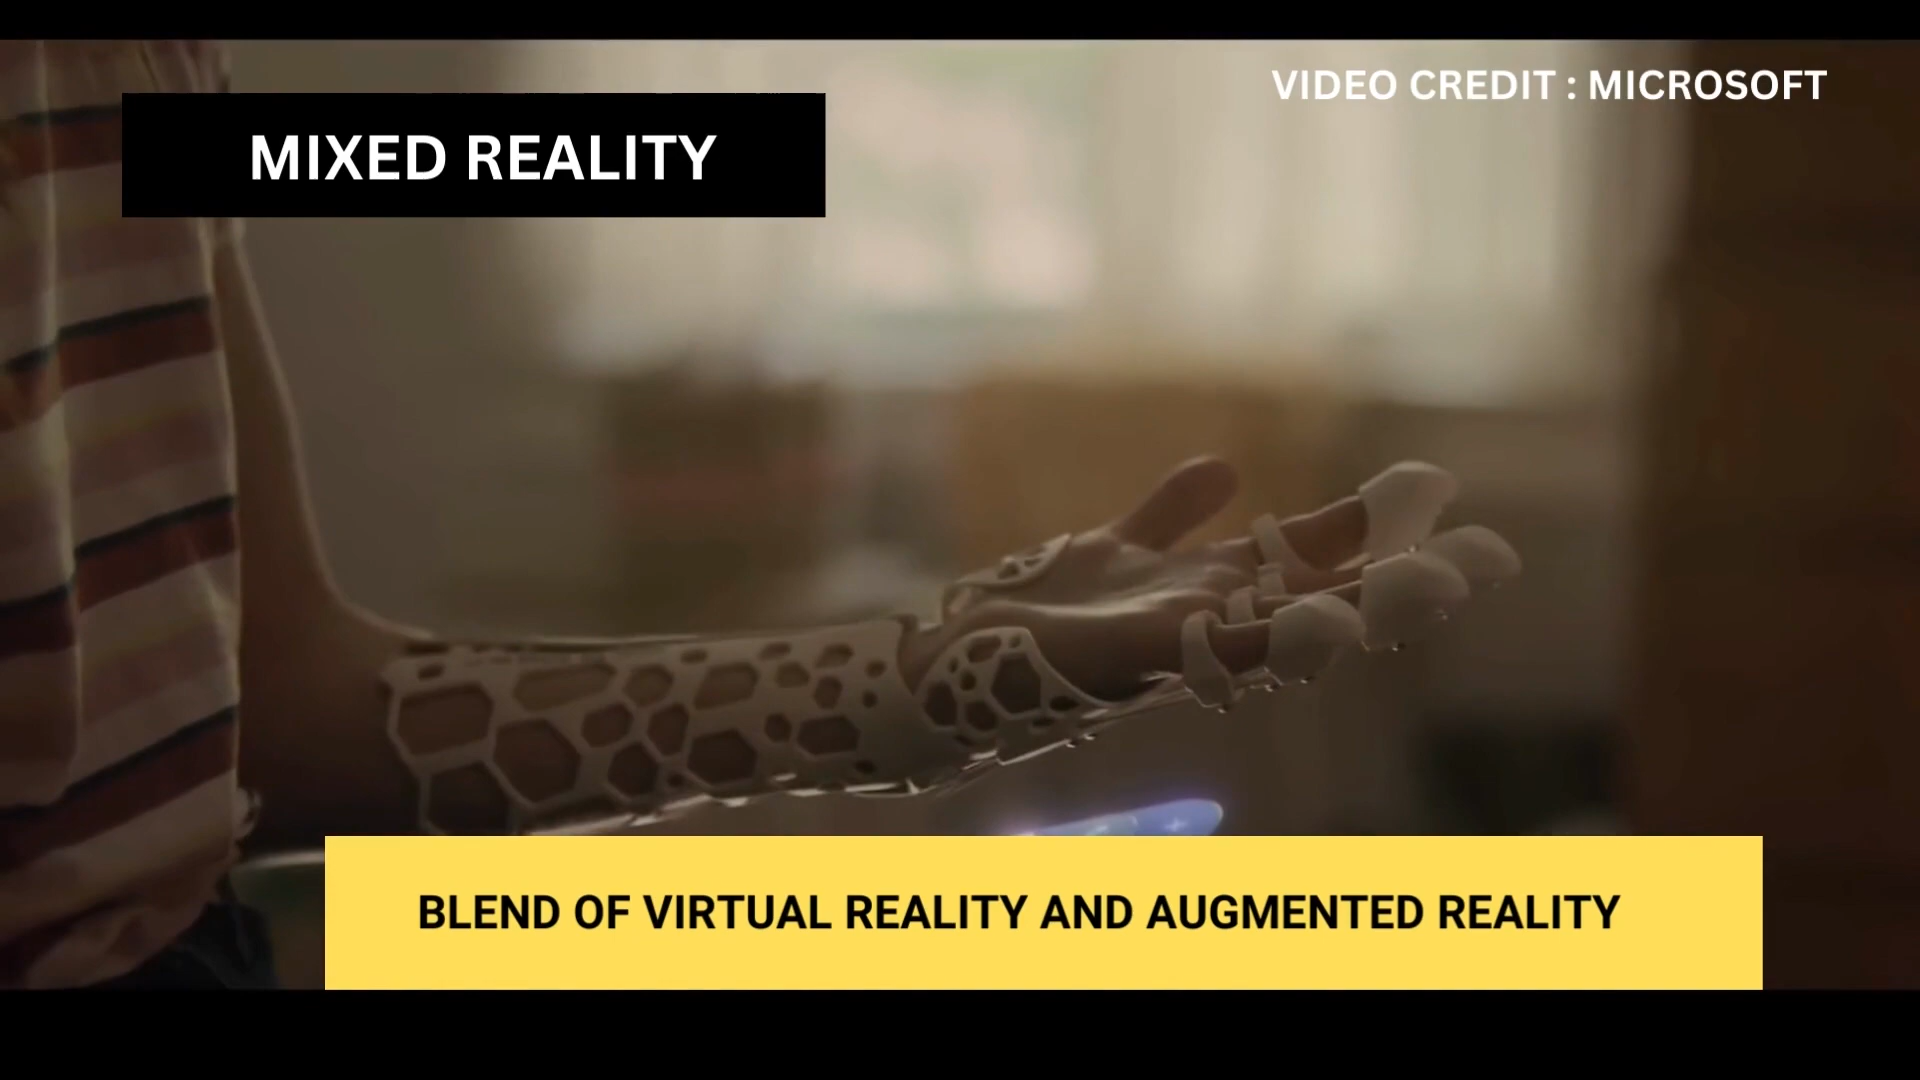 VIDEO CREDIT : MICROSOFT
MIXED REALITY
BLEND OF VIRTUAL REALITY AND AUGMENTED REALITY